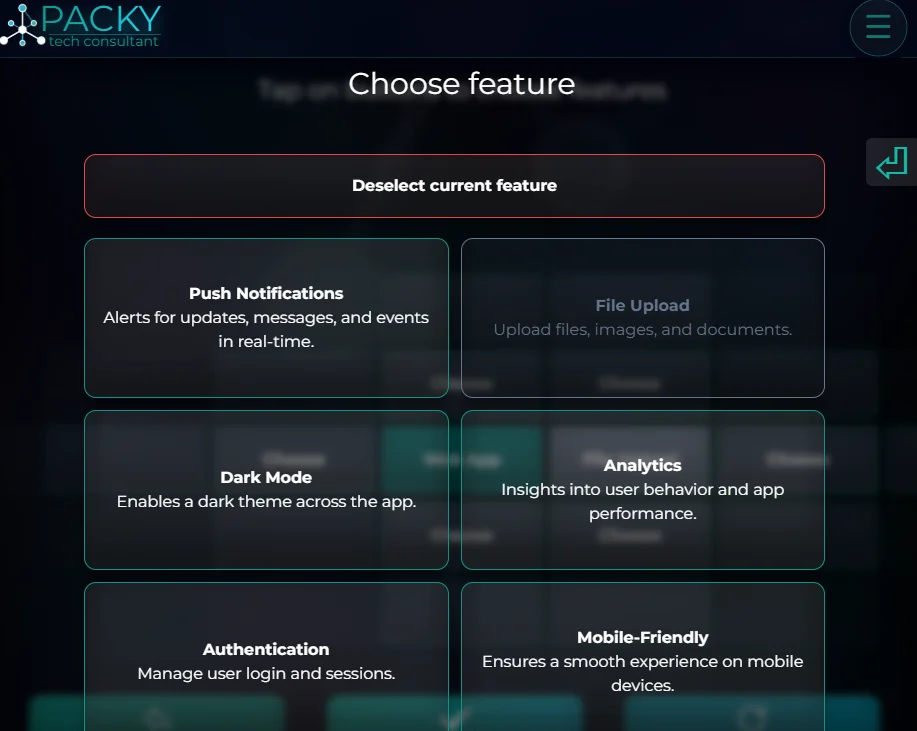 PACKY
tech consultant
Choose feature
Deselect current feature
Push Notifications
Alerts for updates, messages, and events
in real-time.
File Upload
Upload files, images, and documents.
Dark Mode
Enables a dark theme across the app.
Analytics
Insights into user behavior and app
performance.
Authentication
Manage user login and sessions.
Mobile-Friendly
Ensures a smooth experience on mobile
devices.